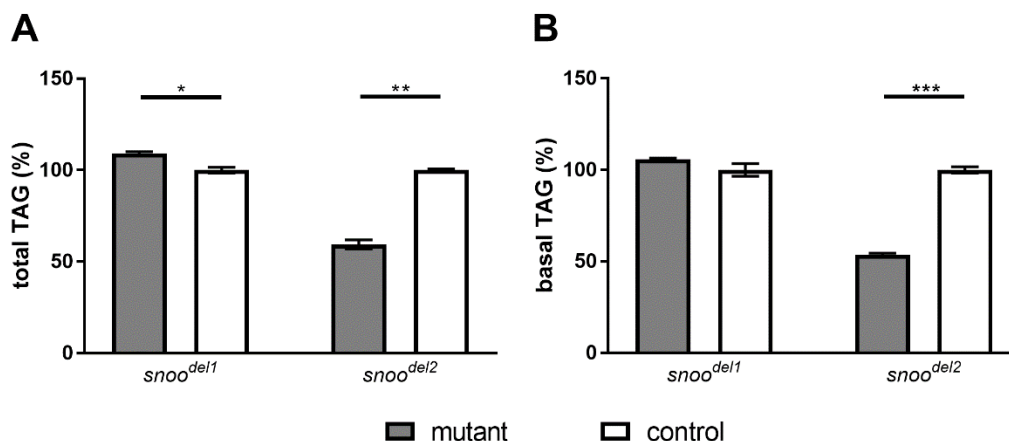 A
total TAG (%)
150
100
50
0
*
**
snoo^del1
snoo^del2
B
basal TAG (%)
150
100
50
0
***
snoo^del1
snoo^del2
mutant
control